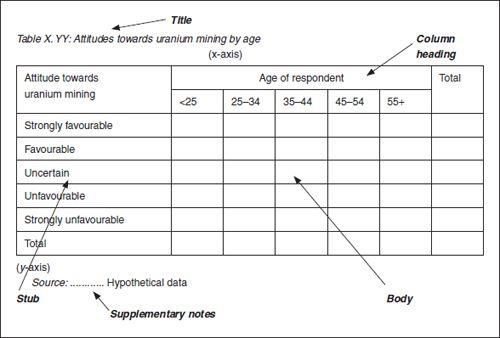 Title
Table X. YY: Attitudes towards uranium mining by age
(x-axis)
Column
heading
Attitude towards
uranium mining
Age of respondent
Total
<25 25–34 35–44 45–54 55+
Strongly favourable
Favourable
Uncertain
Unfavourable
Strongly unfavourable
Total
(y-axis)
Source: ............ Hypothetical data
Stub
Body
Supplementary notes